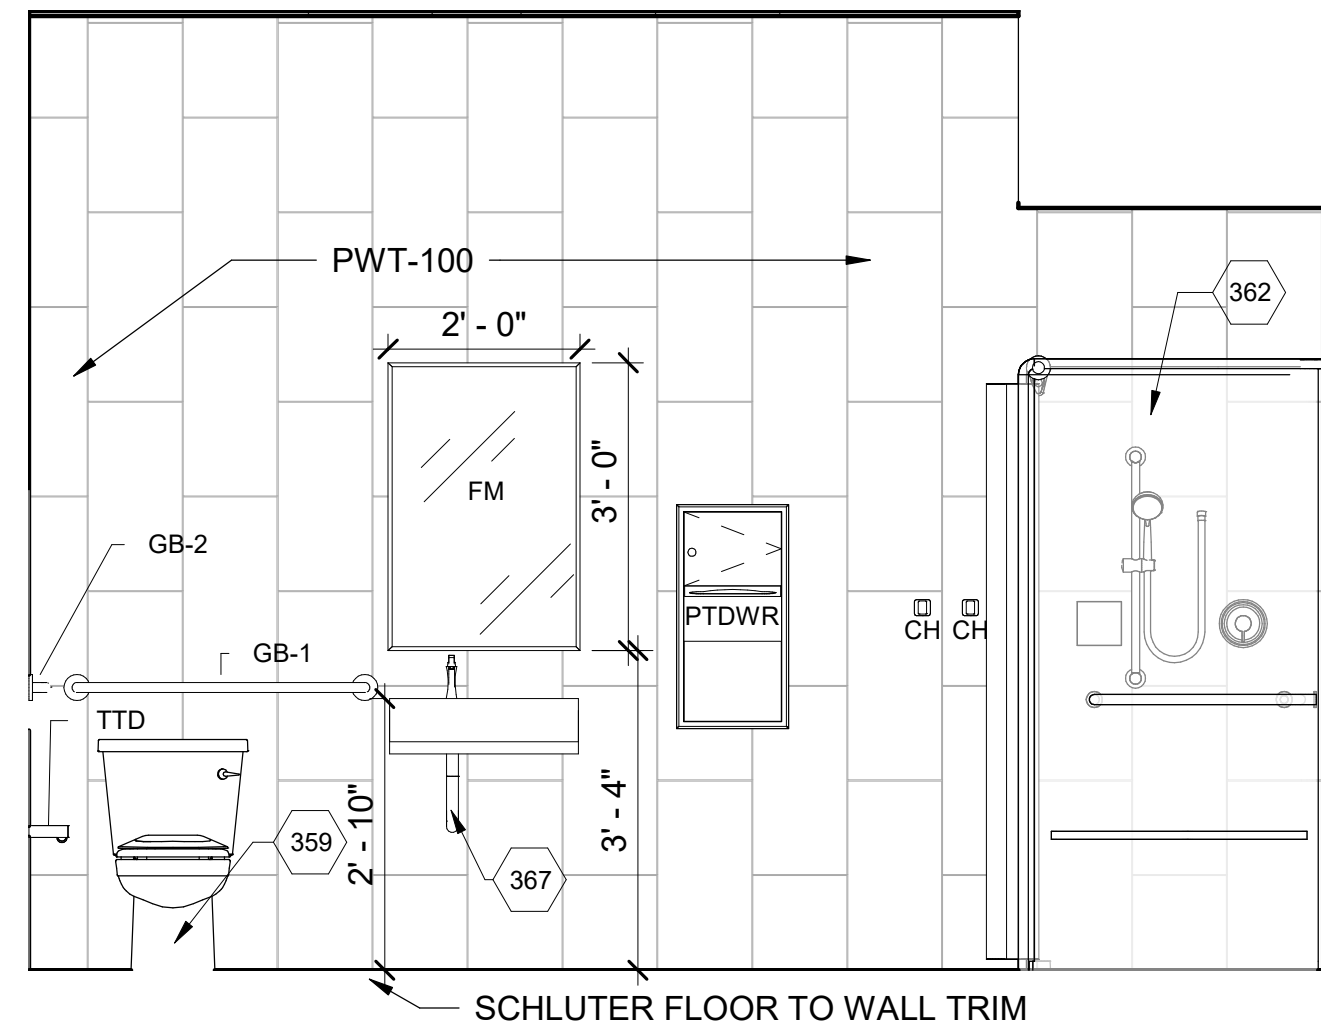 PWT-100
362
2' - 0"
3' - 0"
FM
GB-2
PTDWR
CH
CH
GB-1
TTD
2' - 10"
3' - 4"
359
367
SCHLUTER FLOOR TO WALL TRIM